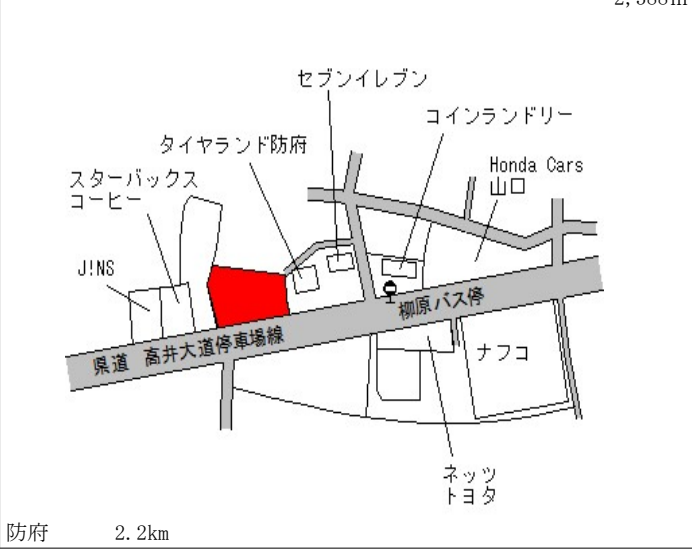 セブンイレブン
コインランドリー
タイヤランド防府
Honda Cars
山口
スターバックス
コーヒー
J!NS
柳原バス停
県道 高井大道停車場線
ナフコ
ネッツ
トヨタ
防府 2.2km